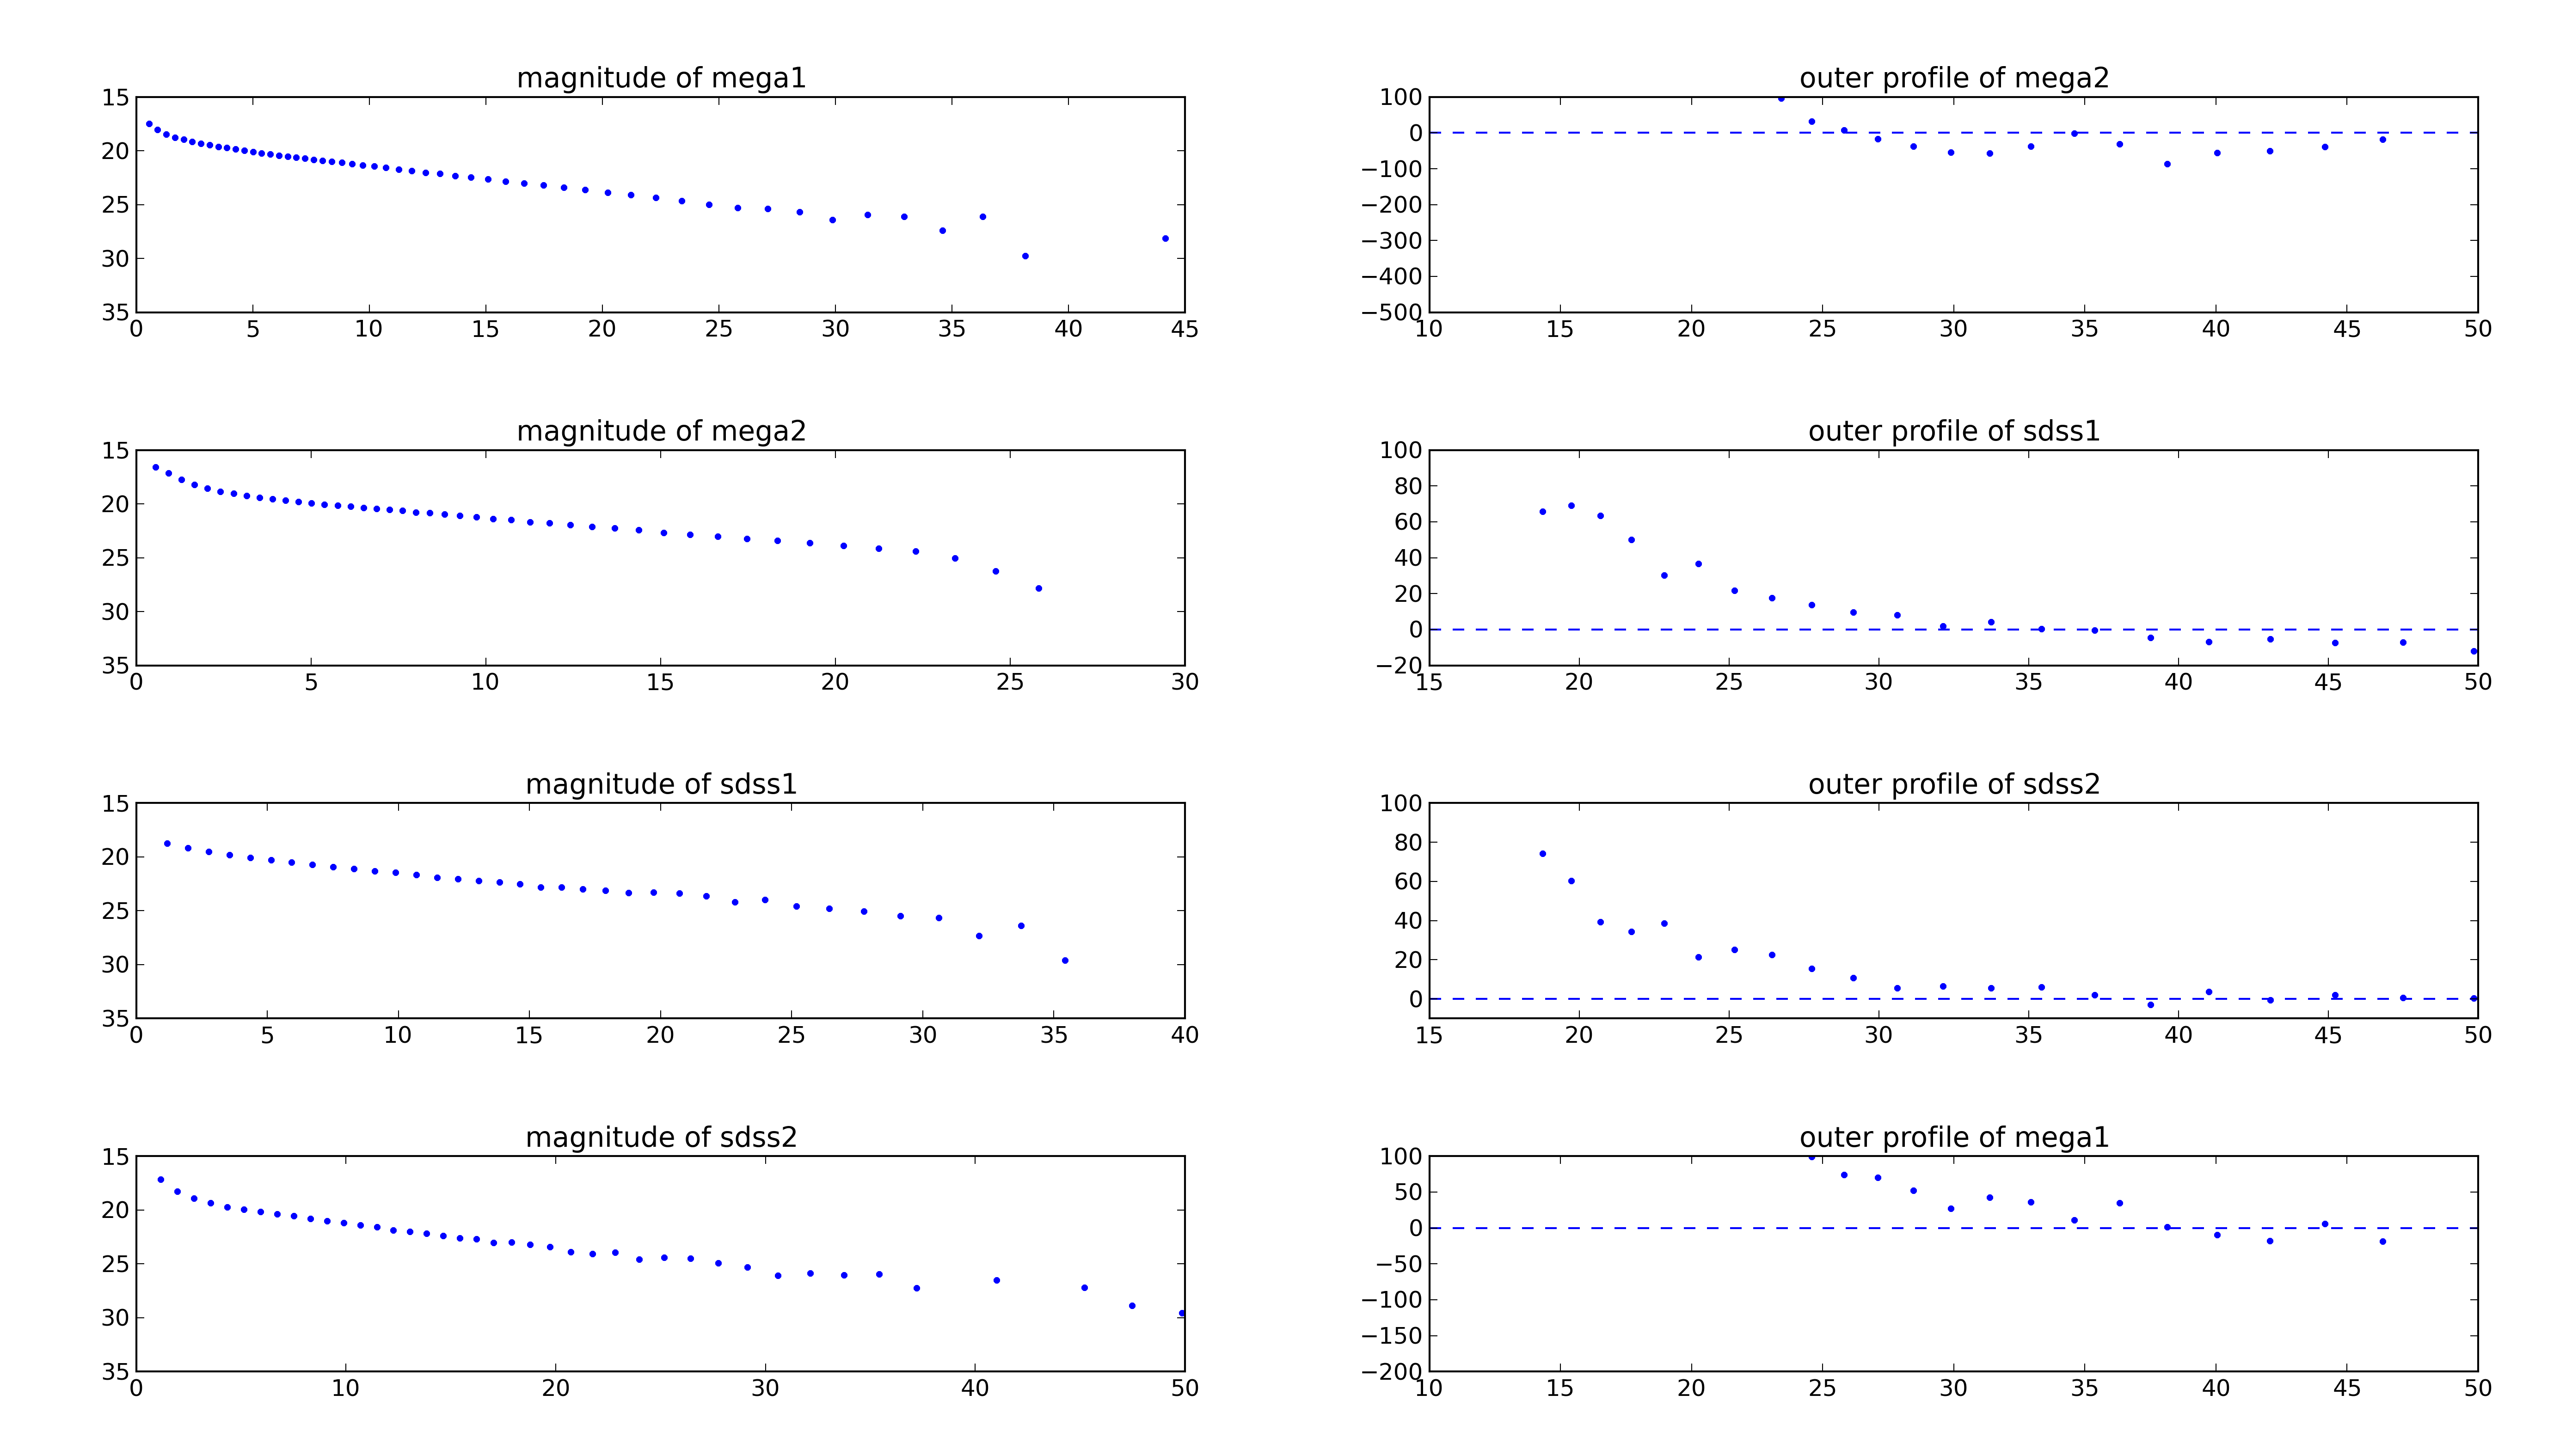 magnitude of mega1
15
20
25
30
35
0 5 10 15 20 25 30 35 40 45
outer profile of mega2
100
0
−100
−200
−300
−400
−500
10 15 20 25 30 35 40 45 50
magnitude of mega2
15
20
25
30
35
0 5 10 15 20 25 30
outer profile of sdss1
100
80
60
40
20
0
−20
15 20 25 30 35 40 45 50
magnitude of sdss1
15
20
25
30
35
0 5 10 15 20 25 30 35 40
outer profile of sdss2
100
80
60
40
20
0
15 20 25 30 35 40 45 50
magnitude of sdss2
15
20
25
30
35
0 10 20 30 40 50
outer profile of mega1
100
50
0
−50
−100
−150
−200
10 15 20 25 30 35 40 45 50